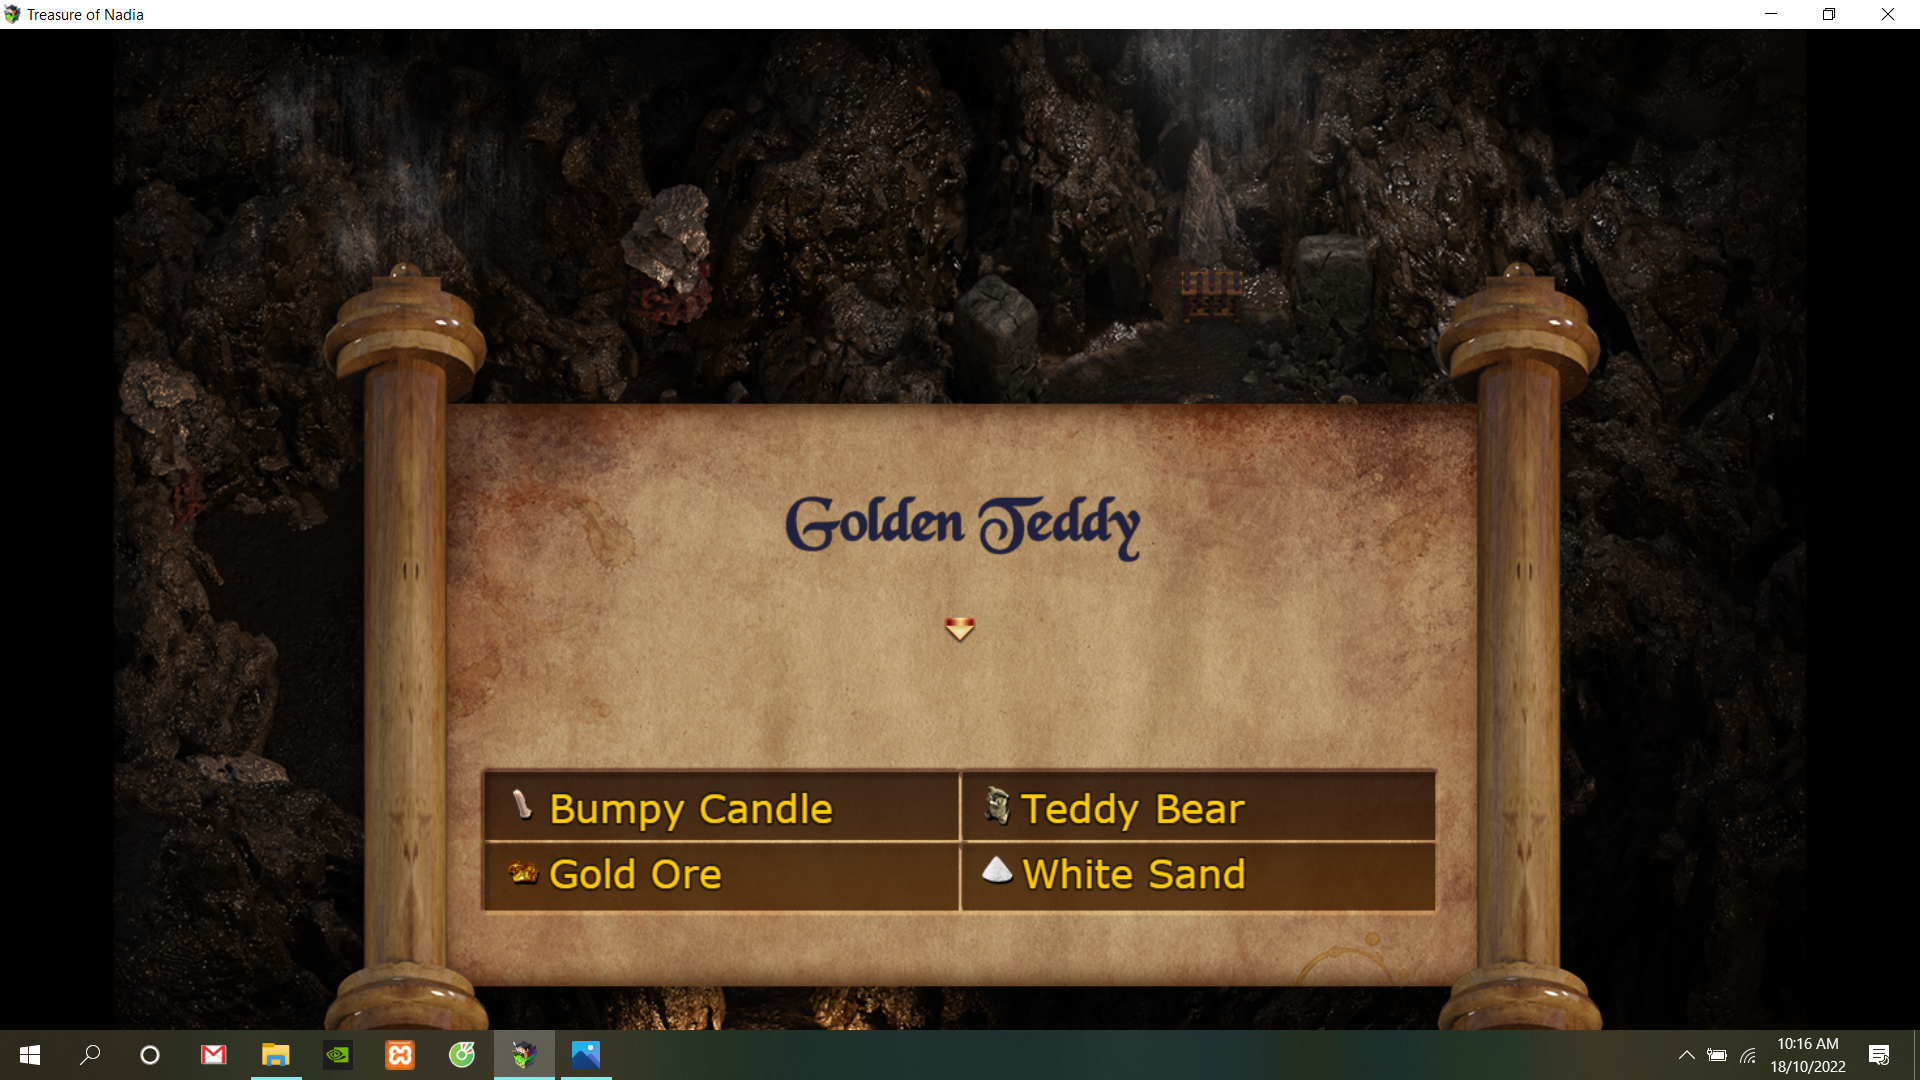 Treasure of Nadia
Golden Teddy
Bumpy Candle
Teddy Bear
Gold Ore
White Sand
10:16 AM
18/10/2022